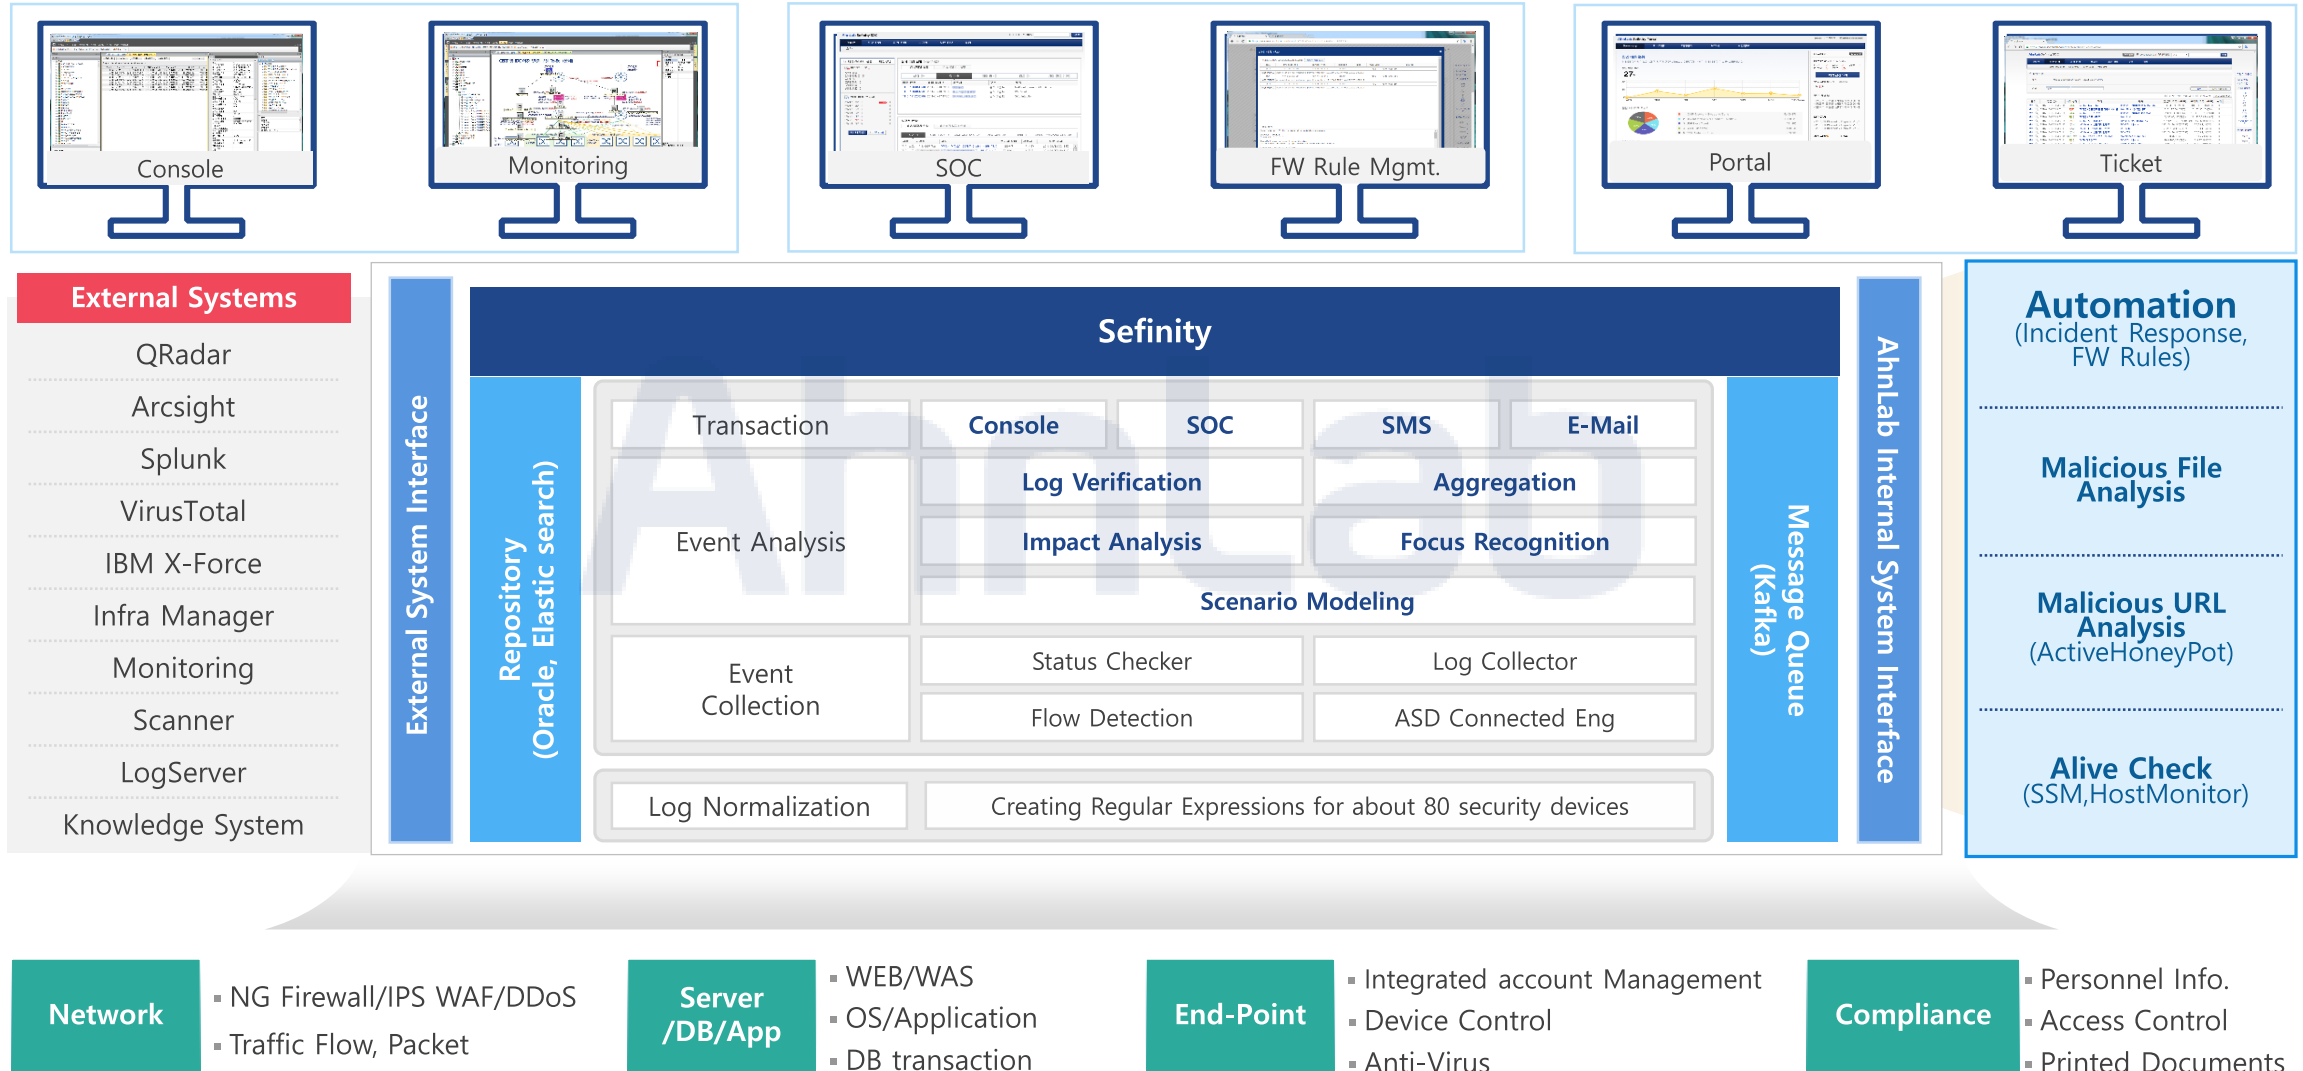 Console
Monitoring
SOC
FW Rule Mgmt.
Portal
Ticket
External Systems
QRadar
Arcsight
Splunk
VirusTotal
IBM X-Force
Infra Manager
Monitoring
Scanner
LogServer
Knowledge System
External System Interface
Sefinity
Repository
(Oracle, Elastic search)
Transaction
Console
SOC
SMS
E-Mail
Event Analysis
Log Verification
Aggregation
Impact Analysis
Focus Recognition
Scenario Modeling
Event
Collection
Status Checker
Log Collector
Flow Detection
ASD Connected Eng
Log Normalization
Creating Regular Expressions for about 80 security devices
AhnLab
Message Queue
(Kafka)
AhnLab Internal System Interface
Automation
(Incident Response,
FW Rules)
Malicious File
Analysis
Malicious URL
Analysis
(ActiveHoneyPot)
Alive Check
(SSM,HostMonitor)
Network
▪ NG Firewall/IPS WAF/DDoS
▪ Traffic Flow, Packet
Server
/DB/App
▪ WEB/WAS
▪ OS/Application
▪ DB transaction
End-Point
▪ Integrated account Management
▪ Device Control
▪ Anti-Virus
Compliance
▪ Personnel Info.
▪ Access Control
▪ Printed Documents